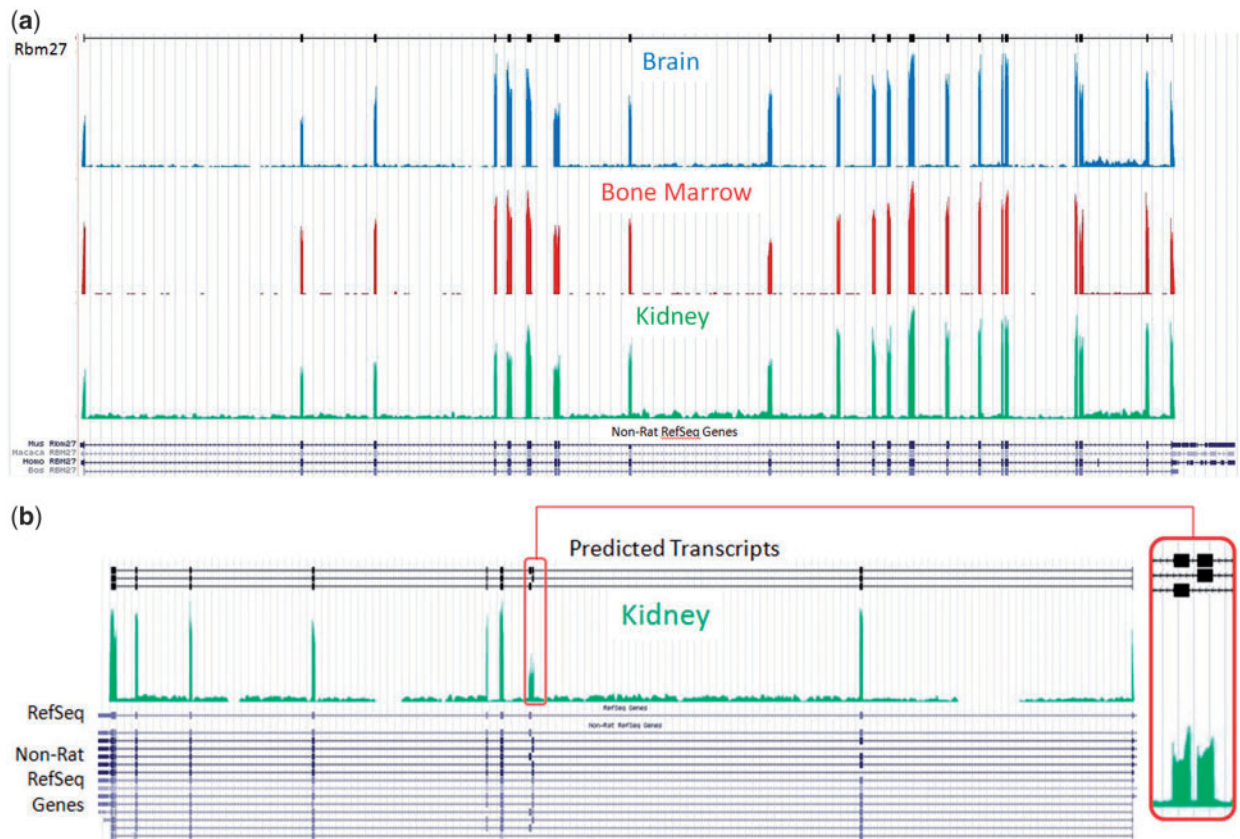 (a)
Rbm27
Brain
Bone Marrow
Kidney
Non-Rat RefSeq Genes
Mus Rbm27
Macaca RBM27
Homo RBM27
Bos RBM27
(b)
Predicted Transcripts
Kidney
RefSeq Genes
RefSeq
Non-Rat RefSeq Genes
Non-Rat
RefSeq
Genes